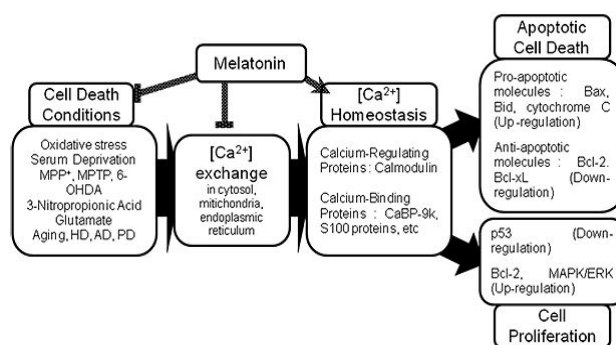 Melatonin
Cell Death
Conditions
Oxidative stress
Serum Deprivation
MPP⁺, MPTP, 6-
OHDA
3-Nitropropionic Acid
Glutamate
Aging, HD, AD, PD
[Ca²⁺]
exchange
in cytosol,
mitichondria,
endoplasmic
reticulum
[Ca²⁺]
Homeostasis
Calcium-Regulating
Proteins : Calmodulin
Calcium-Binding
Proteins : CaBP-9k,
S100 proteins, etc
Apoptotic
Cell Death
Pro-apoptotic
molecules : Bax,
Bid, cytochrome C
(Up-regulation)
Anti-apoptotic
molecules : Bcl-2.
Bcl-xL (Down-
regulation)
p53 (Down-
regulation)
Bcl-2, MAPK/ERK
(Up-regulation)
Cell
Proliferation